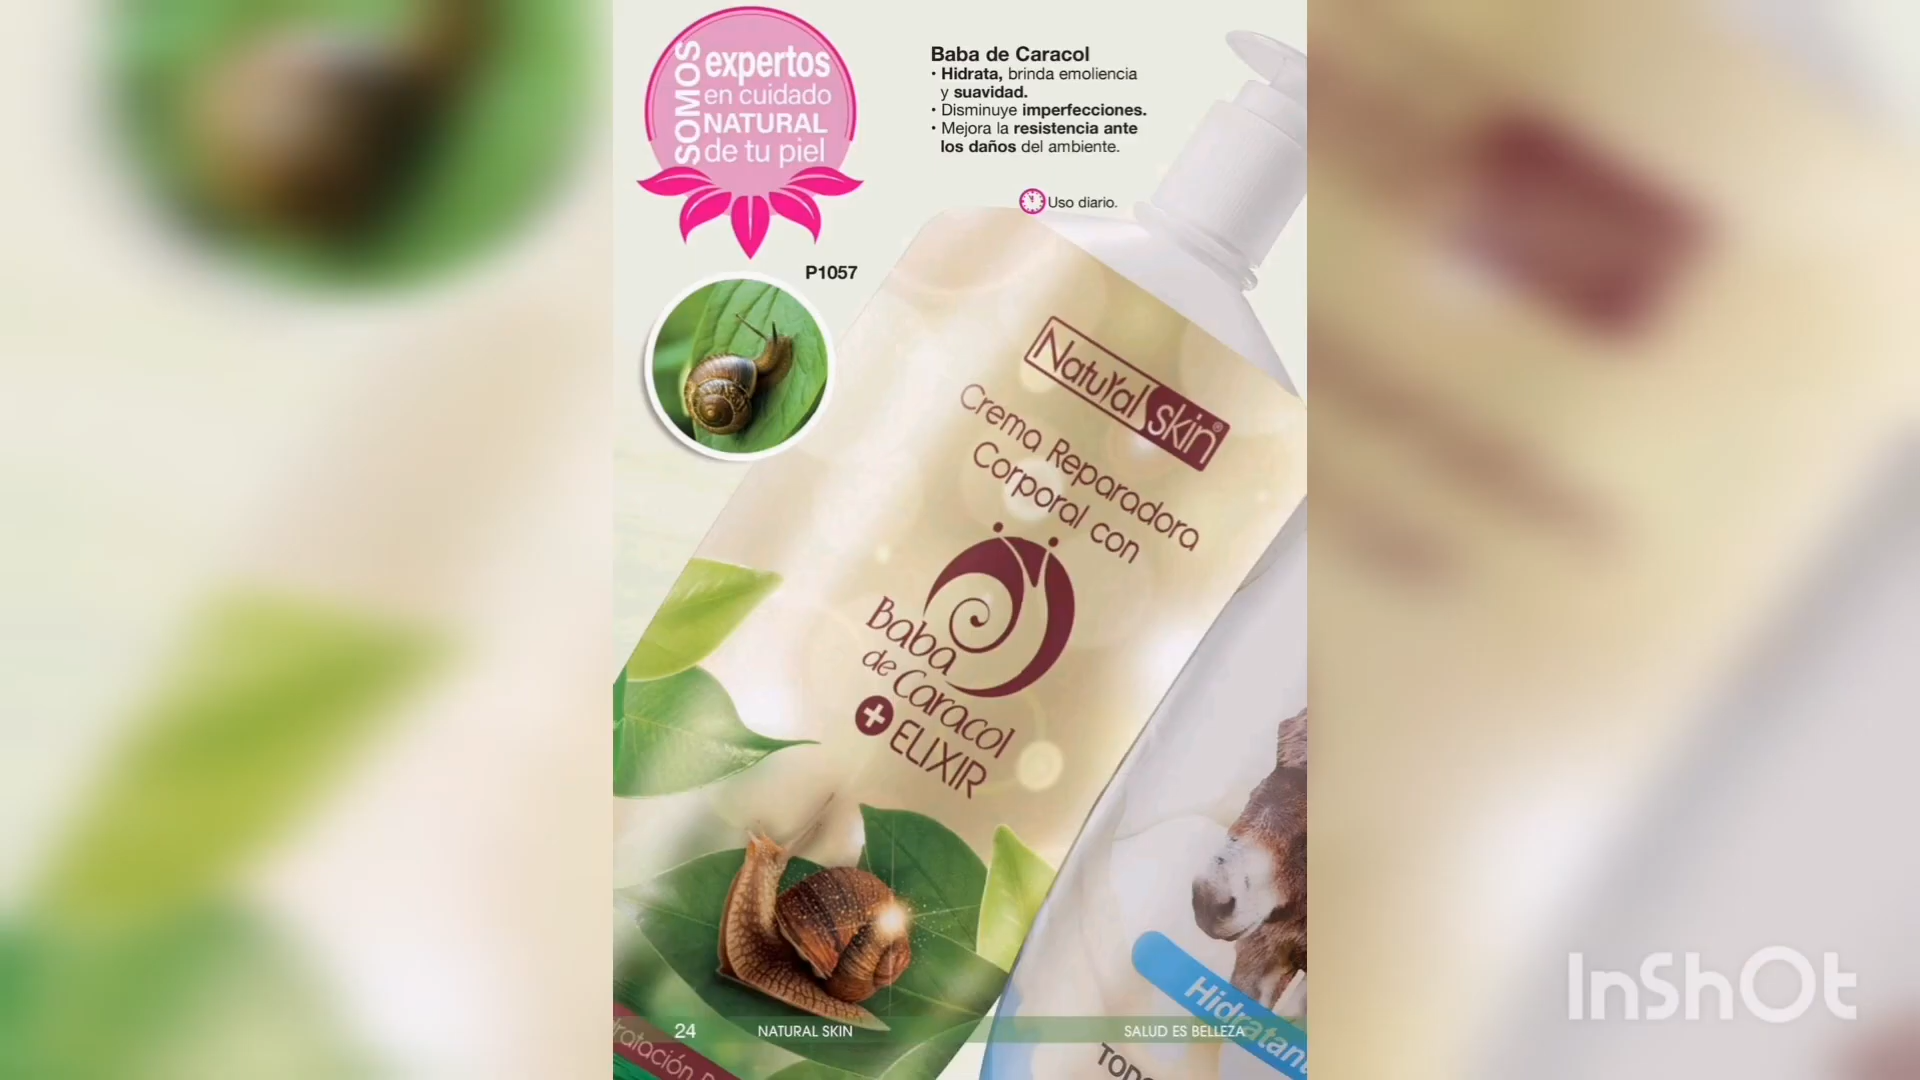 SOMOS
expertos
en cuidado
NATURAL
de tu piel
Baba de Caracol
• Hidrata, brinda emoliencia
y suavidad.
• Disminuye imperfecciones.
• Mejora la resistencia ante
los daños del ambiente.
Uso diario.
P1057
Natural Skin®
Crema Reparadora
Corporal con
Baba
de Caracol
+ ELIXIR
Hidratan
24
NATURAL SKIN
SALUD ES BELLEZA
InShOt